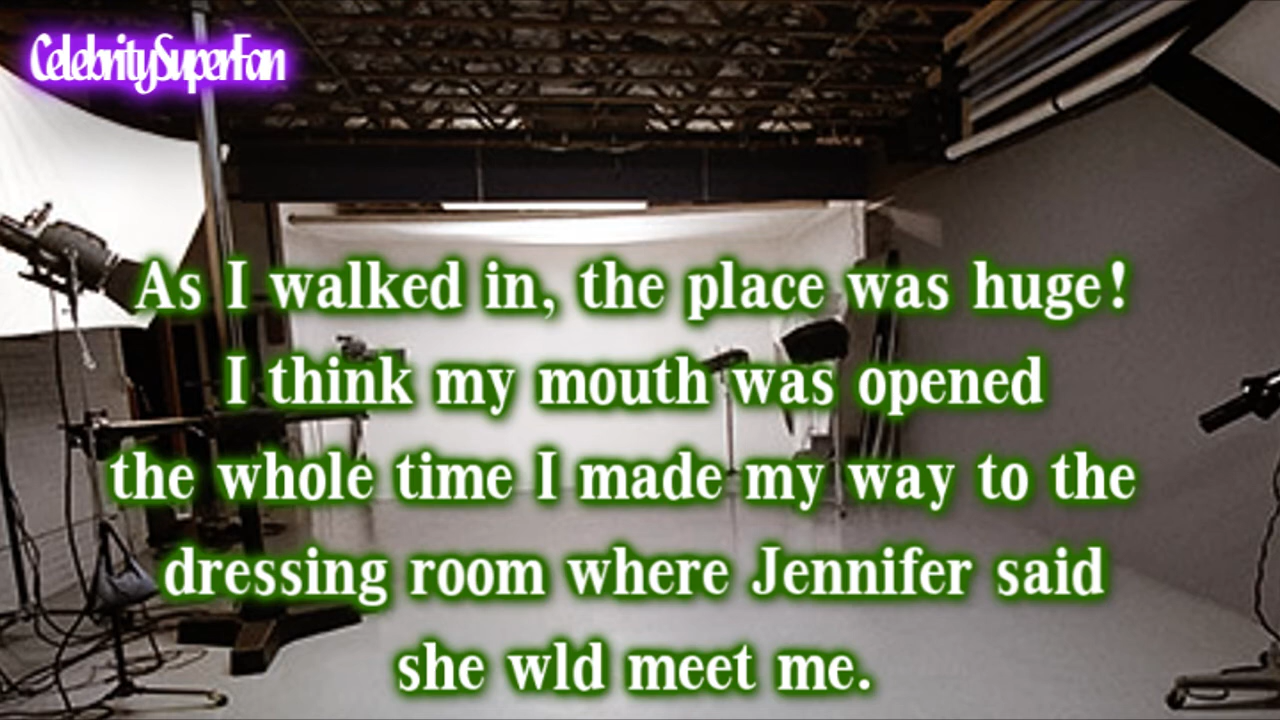 CelebritySuperFan
As I walked in, the place was huge!
I think my mouth was opened
the whole time I made my way to the
dressing room where Jennifer said
she wld meet me.